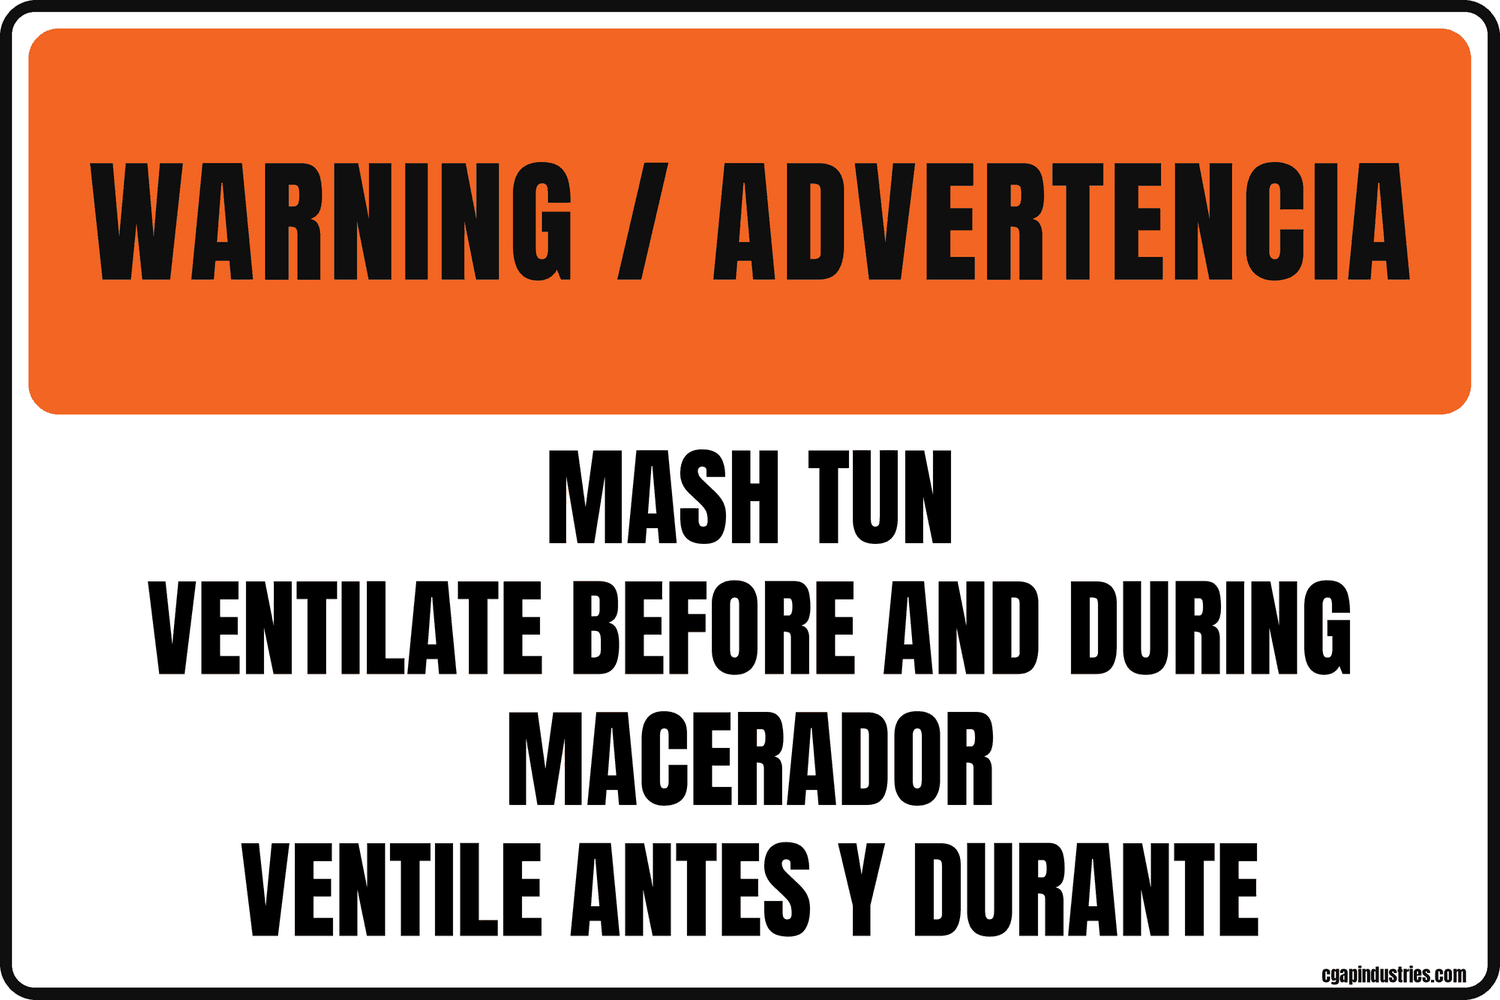 WARNING / ADVERTENCIA
MASH TUN
VENTILATE BEFORE AND DURING
MACERADOR
VENTILE ANTES Y DURANTE
cgapindustries.com